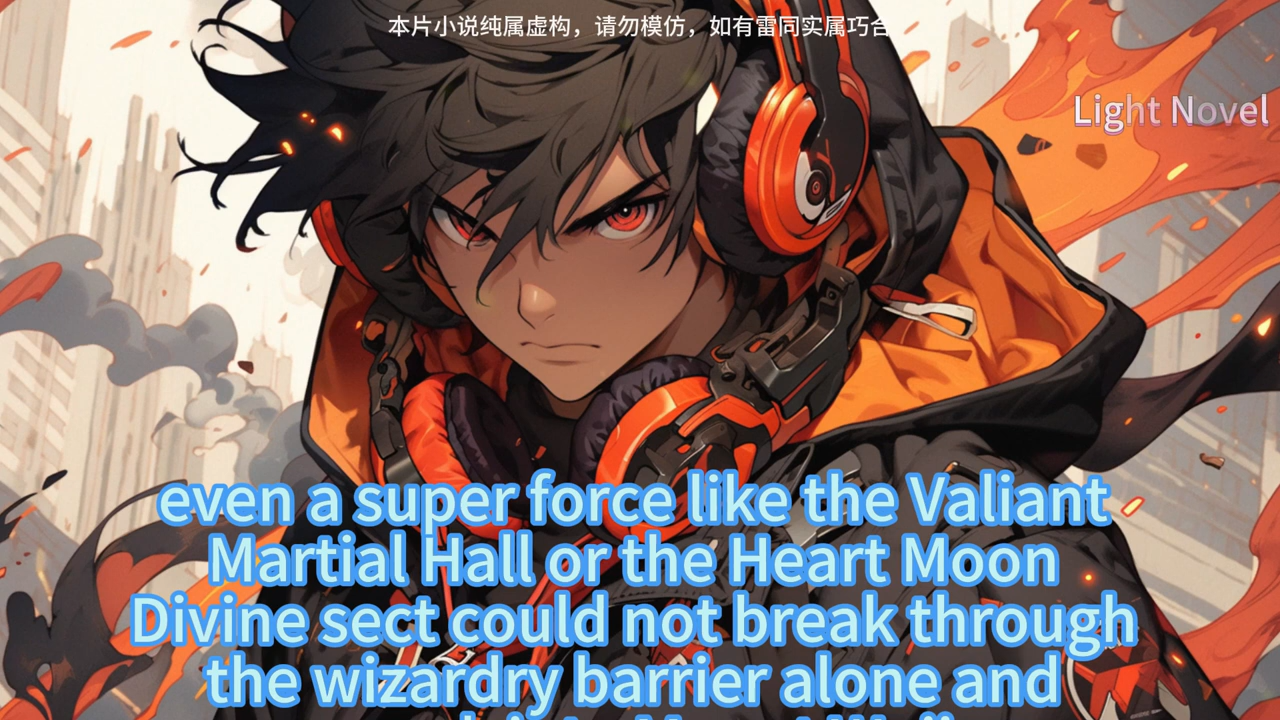 本片小说纯属虚构，请勿模仿，如有雷同实属巧合
Light Novel
even a super force like the Valiant
Martial Hall or the Heart Moon
Divine sect could not break through
the wizardry barrier alone and